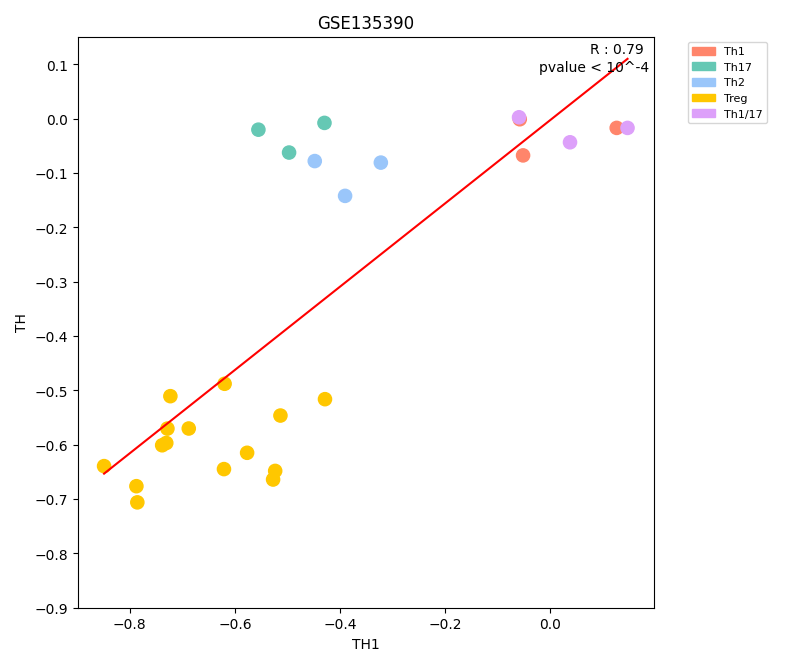 GSE135390
R : 0.79
pvalue < 10^-4
Th1
Th17
Th2
Treg
Th1/17
0.1
0.0
−0.1
−0.2
−0.3
−0.4
−0.5
−0.6
−0.7
−0.8
−0.9
TH
−0.8
−0.6
−0.4
−0.2
0.0
TH1